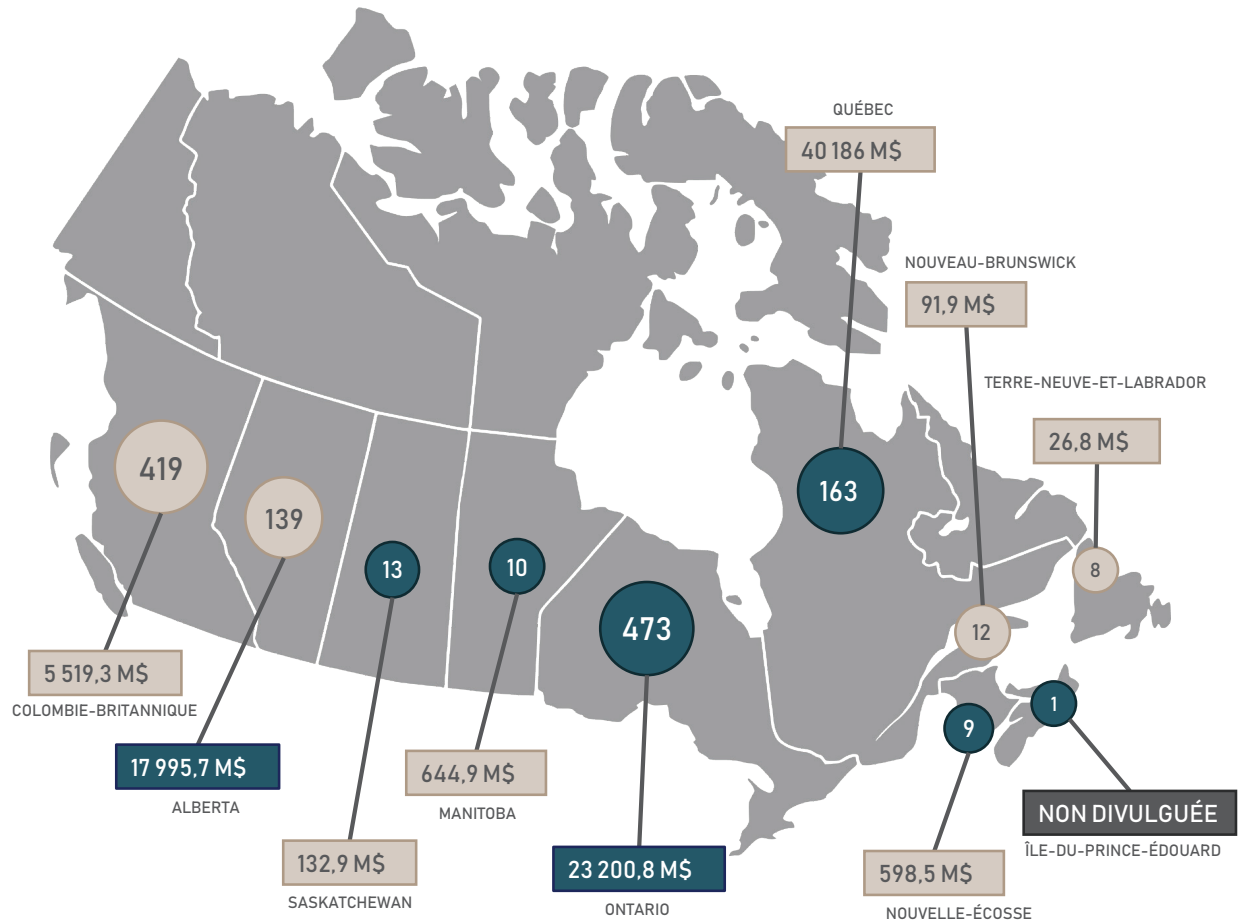 QUÉBEC
40 186 M$
NOUVEAU-BRUNSWICK
91,9 M$
TERRE-NEUVE-ET-LABRADOR
26,8 M$
419
139
13
10
473
163
12
8
9
1
5 519,3 M$
COLOMBIE-BRITANNIQUE
17 995,7 M$
ALBERTA
132,9 M$
SASKATCHEWAN
644,9 M$
MANITOBA
23 200,8 M$
ONTARIO
598,5 M$
NOUVELLE-ÉCOSSE
NON DIVULGUÉE
ÎLE-DU-PRINCE-ÉDOUARD